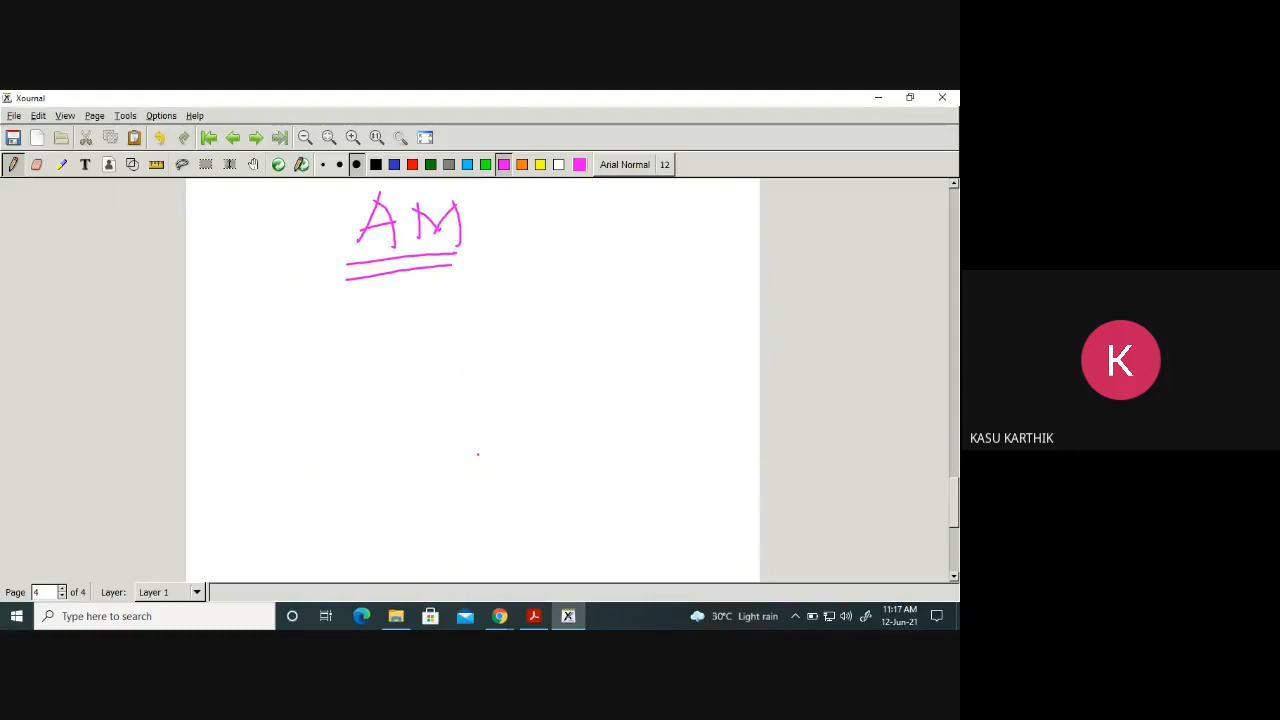 Xournal
File Edit View Page Tools Options Help
T Arial Normal 12
AM
K
KASU KARTHIK
Page 4 of 4 Layer: Layer 1
Type here to search
30°C Light rain
11:17 AM
12-Jun-21